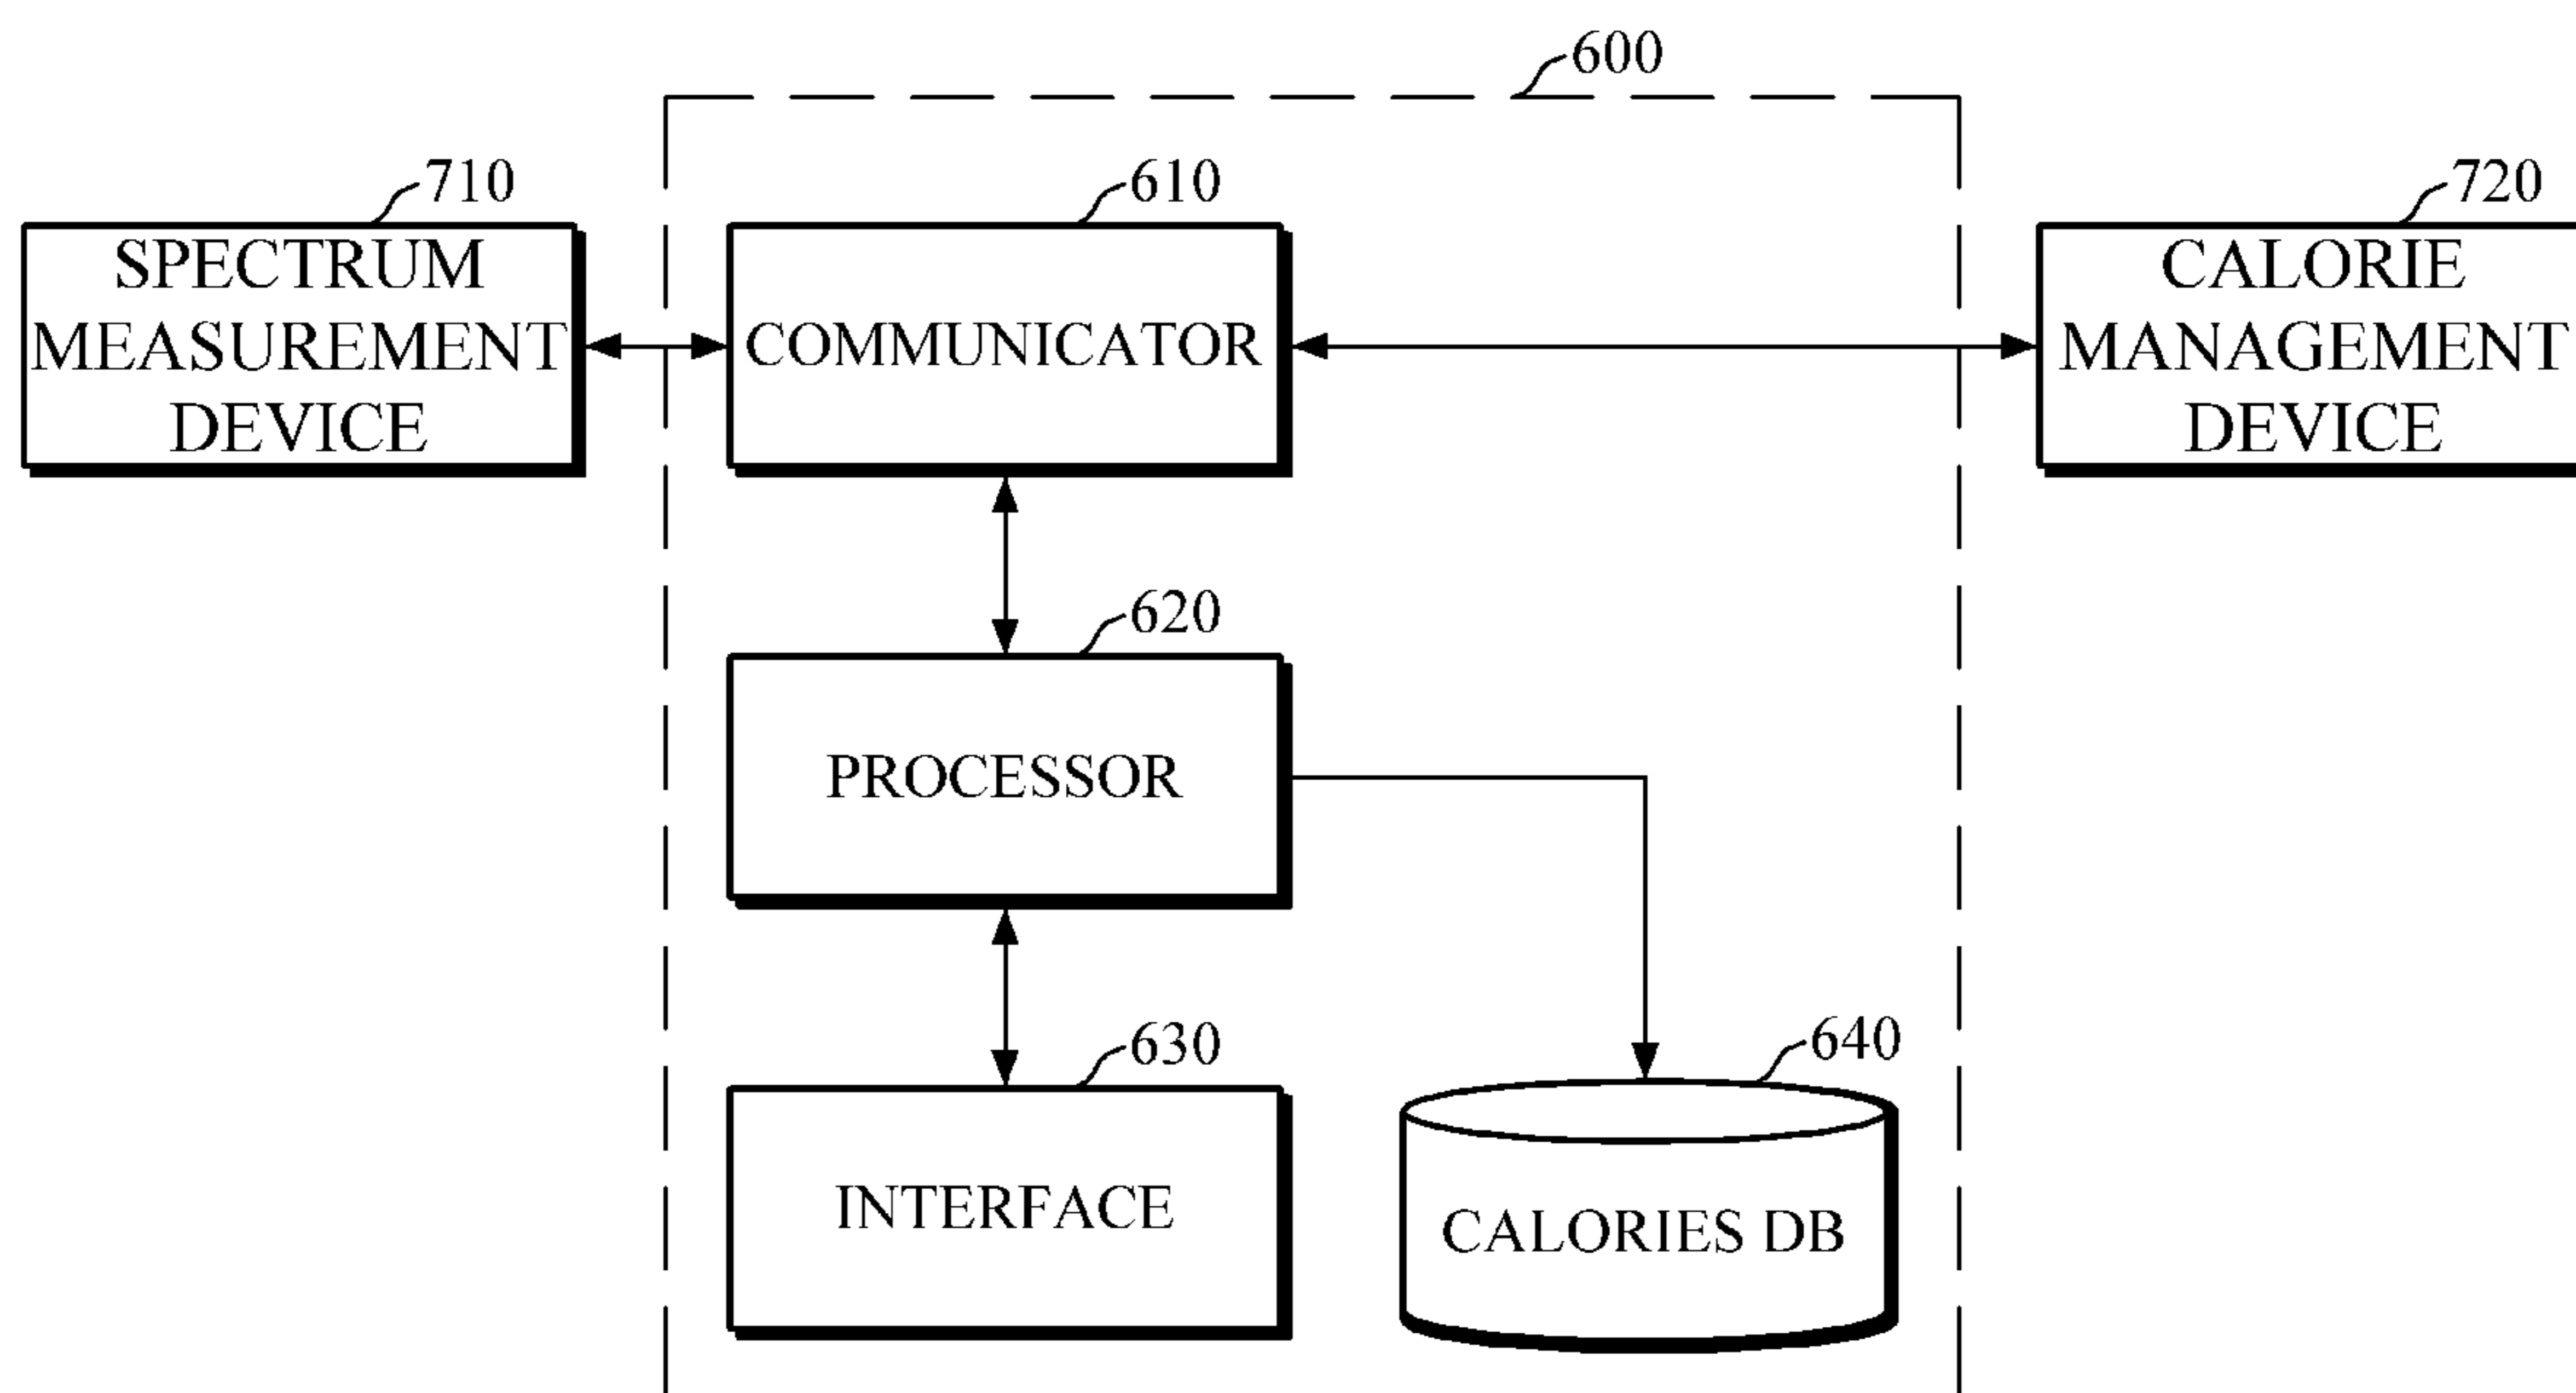 600
710
610
720
SPECTRUM
MEASUREMENT
DEVICE
COMMUNICATOR
CALORIE
MANAGEMENT
DEVICE
620
PROCESSOR
630
640
INTERFACE
CALORIES DB